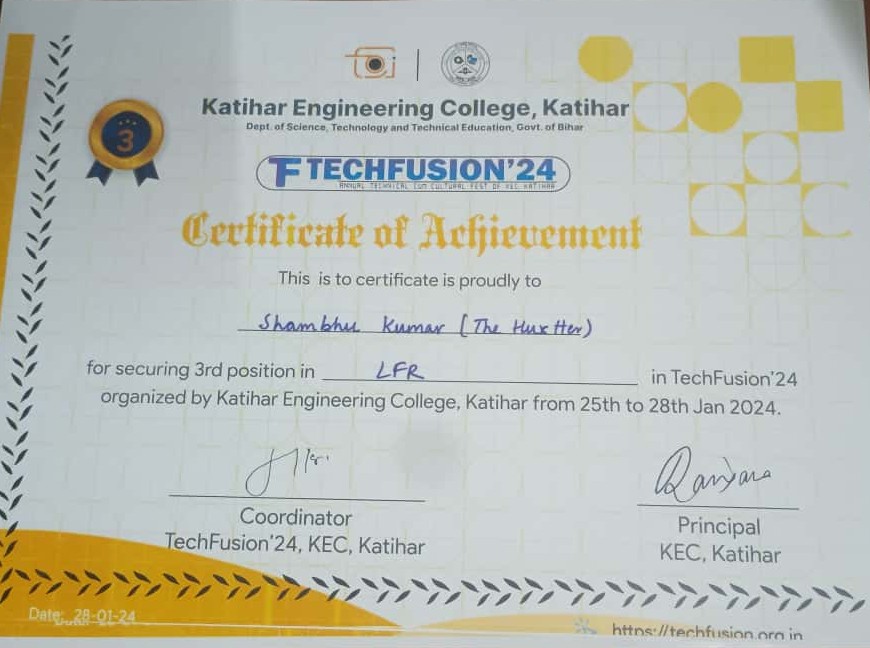 Katihar Engineering College, Katihar
Dept. of Science, Technology and Technical Education, Govt. of Bihar
3
TF TECHFUSION'24
ANNUAL TECHNICAL CUM CULTURAL FEST OF KEC KATIHAR
Certificate of Achievement
This is to certificate is proudly to
Shambhu Kumar (The Hux Her)
for securing 3rd position in LFR in TechFusion'24
organized by Katihar Engineering College, Katihar from 25th to 28th Jan 2024.
Coordinator
TechFusion'24, KEC, Katihar
Principal
KEC, Katihar
Date: 28-01-24
https://techfusion.org.in